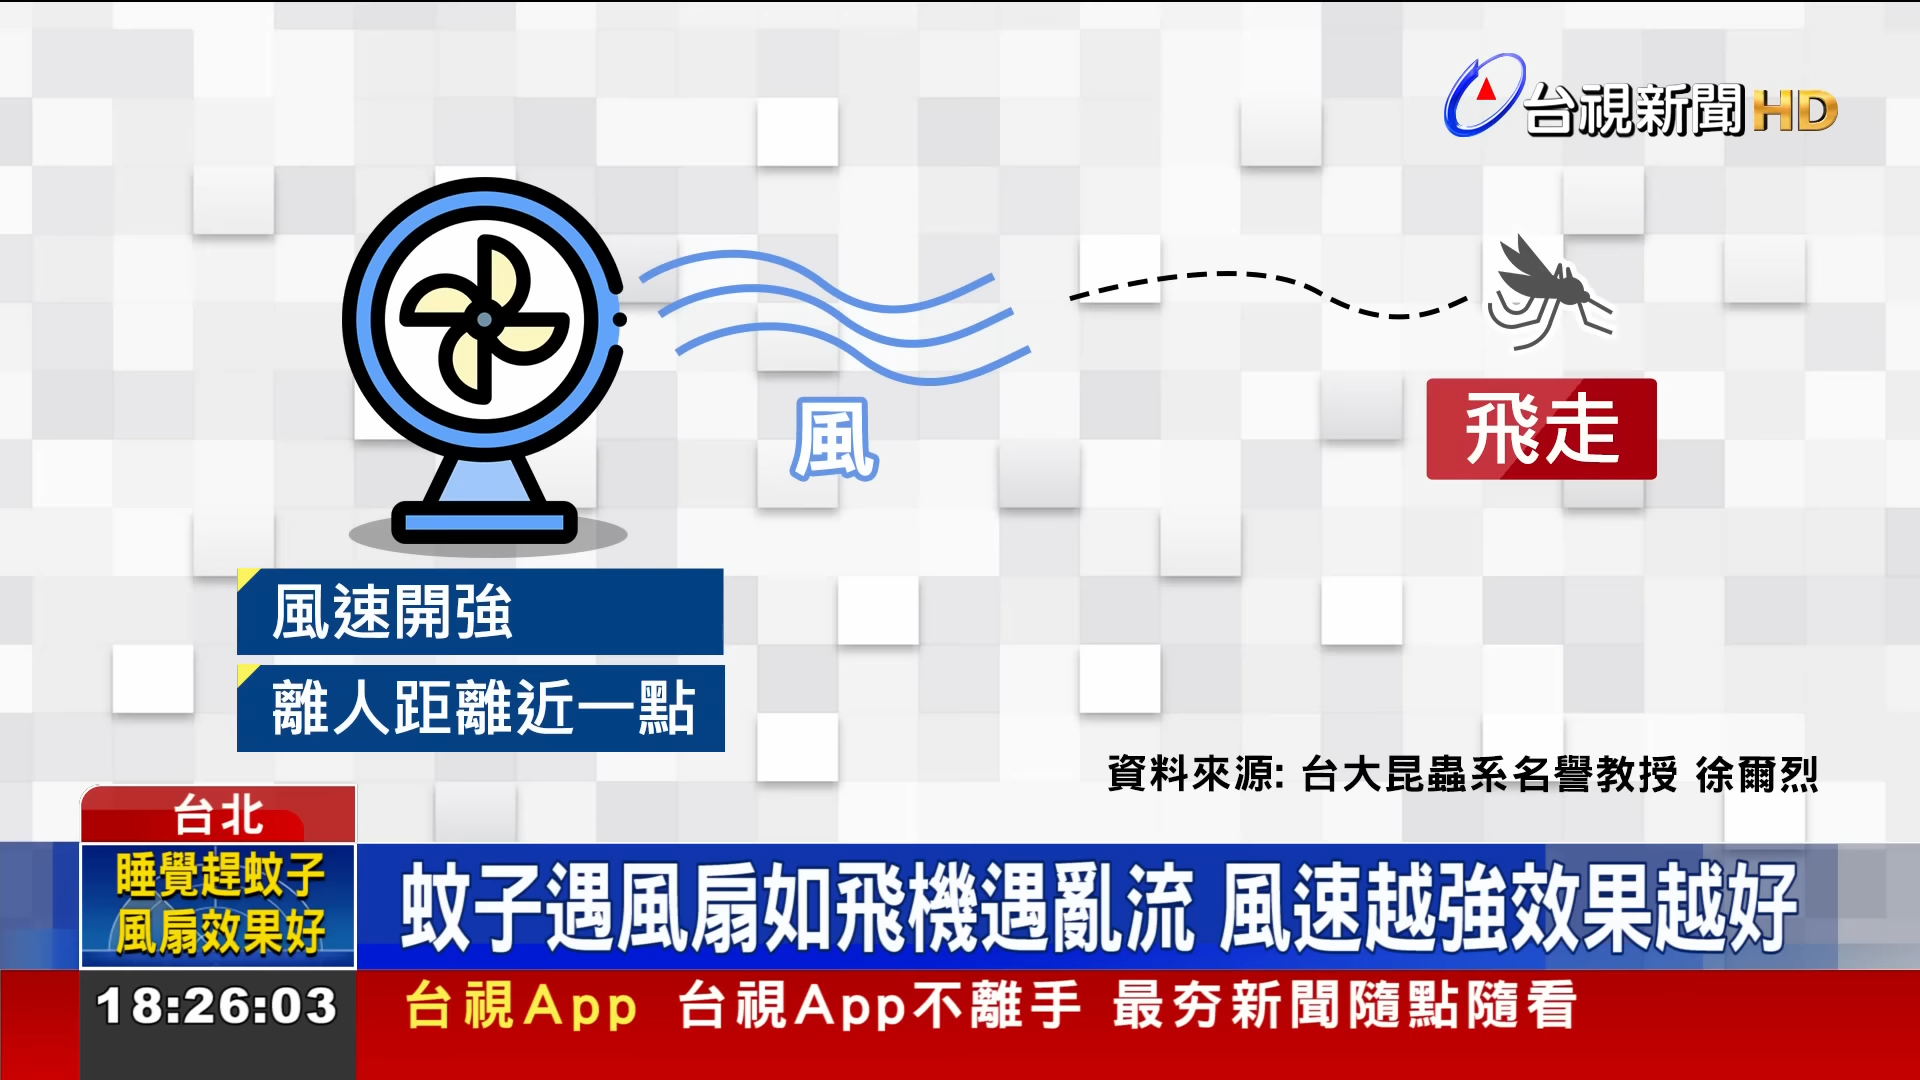 台視新聞HD
風
飛走
風速開強
離人距離近一點
資料來源: 台大昆蟲系名譽教授 徐爾烈
台北
睡覺趕蚊子
風扇效果好
蚊子遇風扇如飛機遇亂流 風速越強效果越好
18:26:03
台視App 台視App不離手 最夯新聞隨點隨看